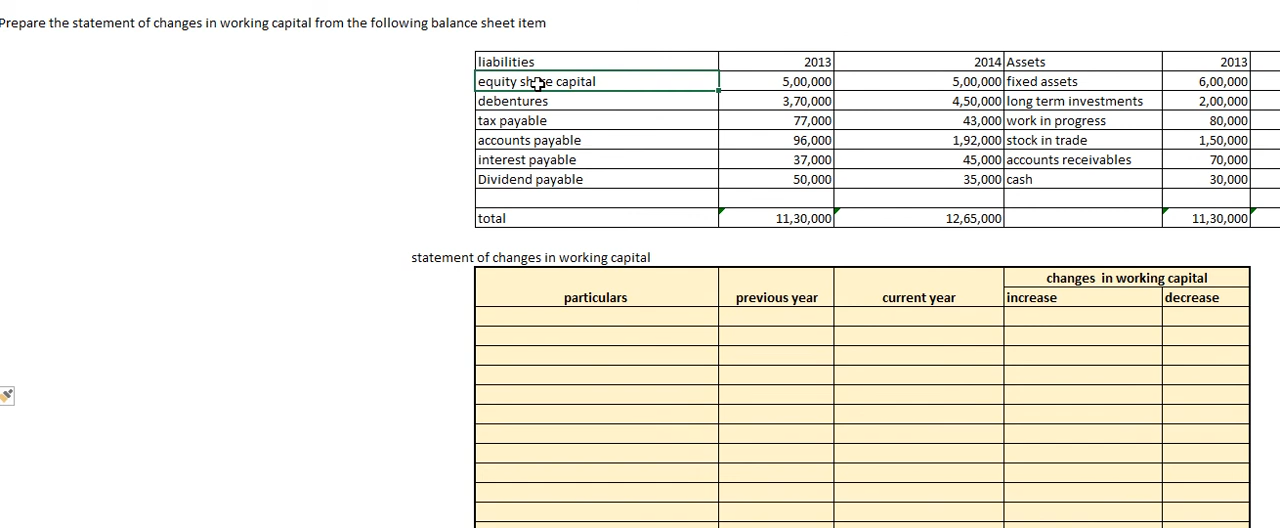 Prepare the statement of changes in working capital from the following balance sheet item
liabilities 2013 2014 Assets 2013
equity share capital 5,00,000 5,00,000 fixed assets 6,00,000
debentures 3,70,000 4,50,000 long term investments 2,00,000
tax payable 77,000 43,000 work in progress 80,000
accounts payable 96,000 1,92,000 stock in trade 1,50,000
interest payable 37,000 45,000 accounts receivables 70,000
Dividend payable 50,000 35,000 cash 30,000
total 11,30,000 12,65,000 11,30,000
statement of changes in working capital
changes in working capital
particulars previous year current year increase decrease